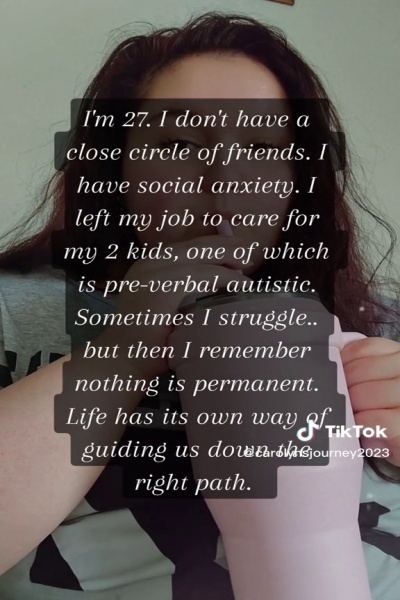 I'm 27. I don't have a
close circle of friends. I
have social anxiety. I
left my job to care for
my 2 kids, one of which
is pre-verbal autistic.
Sometimes I struggle..
but then I remember
nothing is permanent.
Life has its own way of
guiding us down the
right path.
TikTok
@carolynsjourney2023